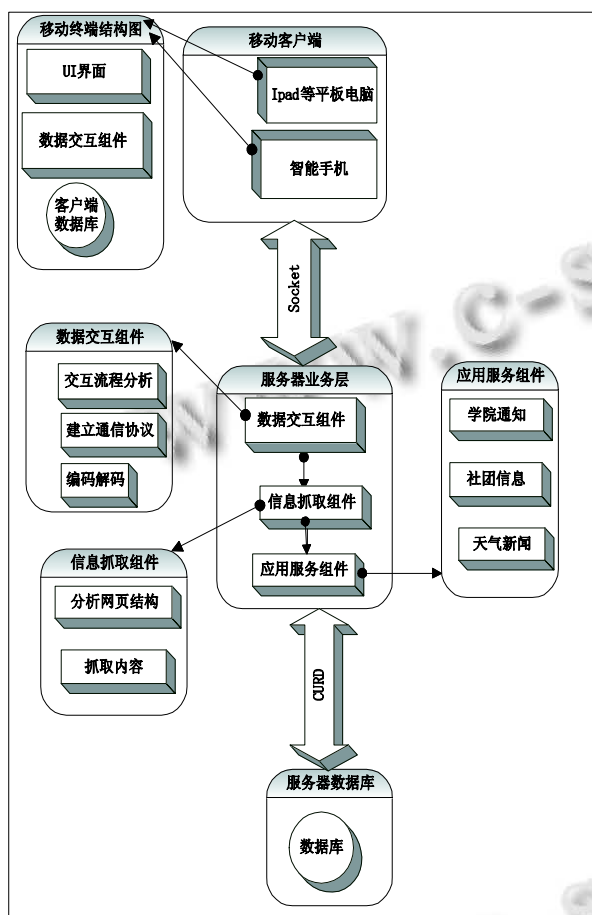 移动终端结构图
UI界面
数据交互组件
客户端
数据库
移动客户端
Ipad等平板电脑
智能手机
Socket
数据交互组件
交互流程分析
建立通信协议
编码解码
服务器业务层
数据交互组件
信息抓取组件
应用服务组件
应用服务组件
学院通知
社团信息
天气新闻
信息抓取组件
分析网页结构
抓取内容
CURD
服务器数据库
数据库
www.c-s